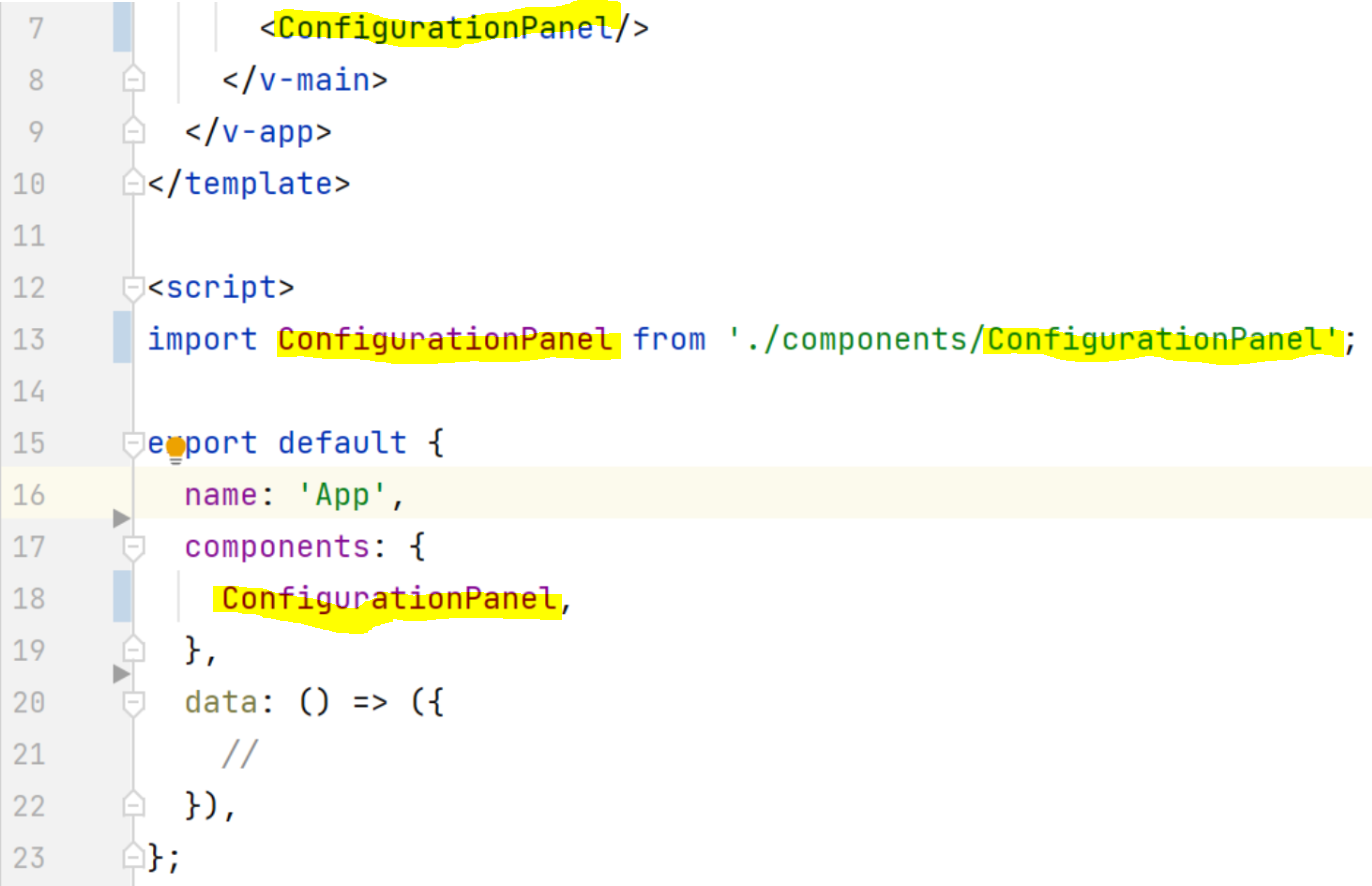 7 <ConfigurationPanel/>
8 </v-main>
9 </v-app>
10 </template>
11
12 <script>
13 import ConfigurationPanel from './components/ConfigurationPanel';
14
15 export default {
16 name: 'App',
17 components: {
18 ConfigurationPanel,
19 },
20 data: () => ({
21 //
22 }),
23 };